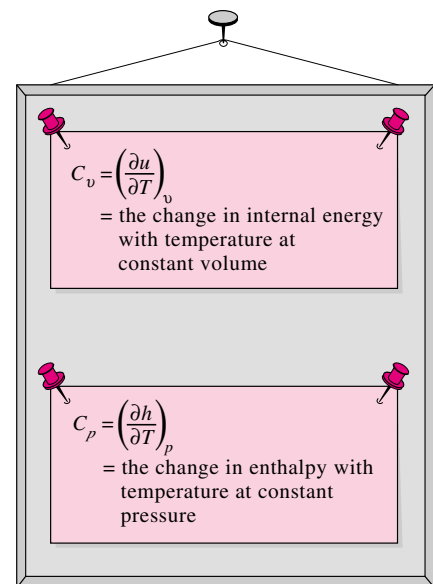 C_υ = (∂u/∂T)_υ
= the change in internal energy
with temperature at
constant volume
C_p = (∂h/∂T)_p
= the change in enthalpy with
temperature at constant
pressure